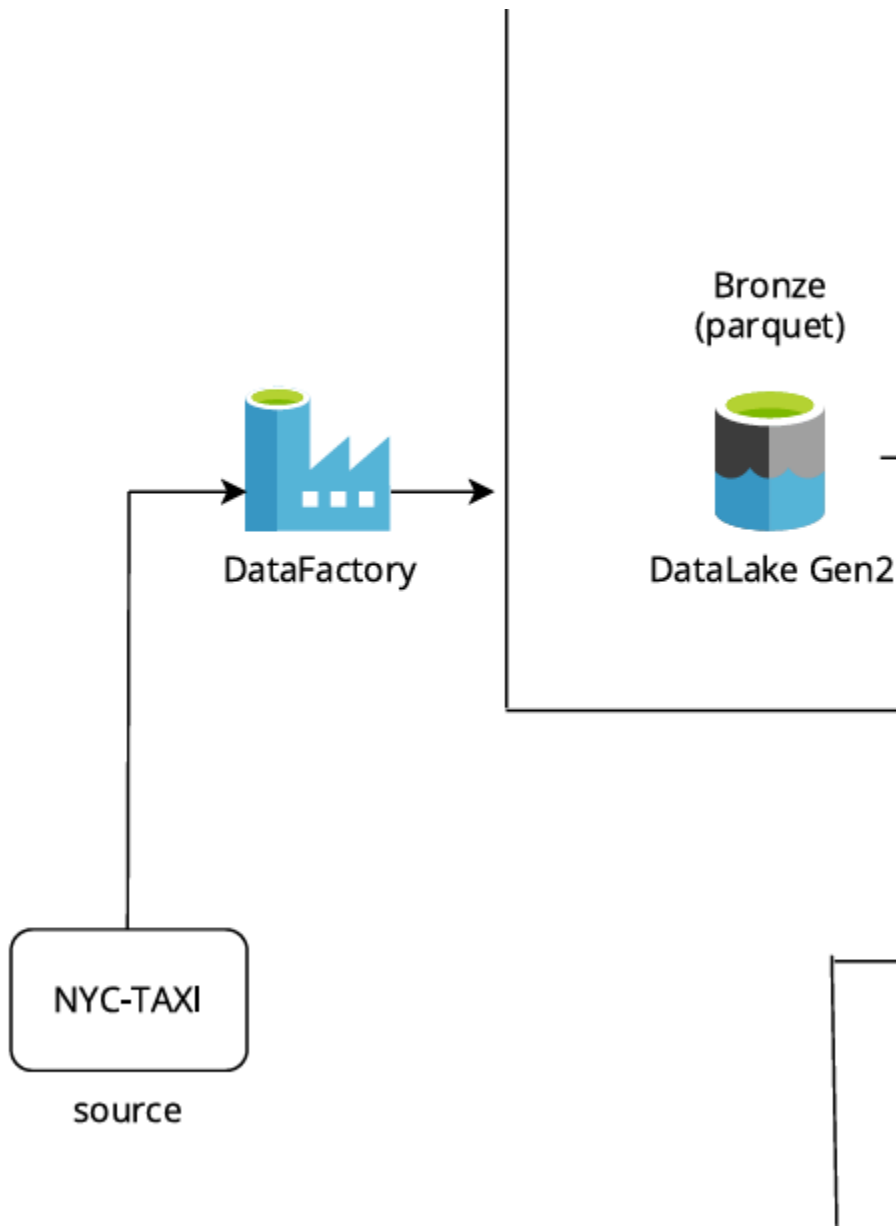 Bronze
(parquet)
DataFactory
DataLake Gen2
NYC-TAXI
source